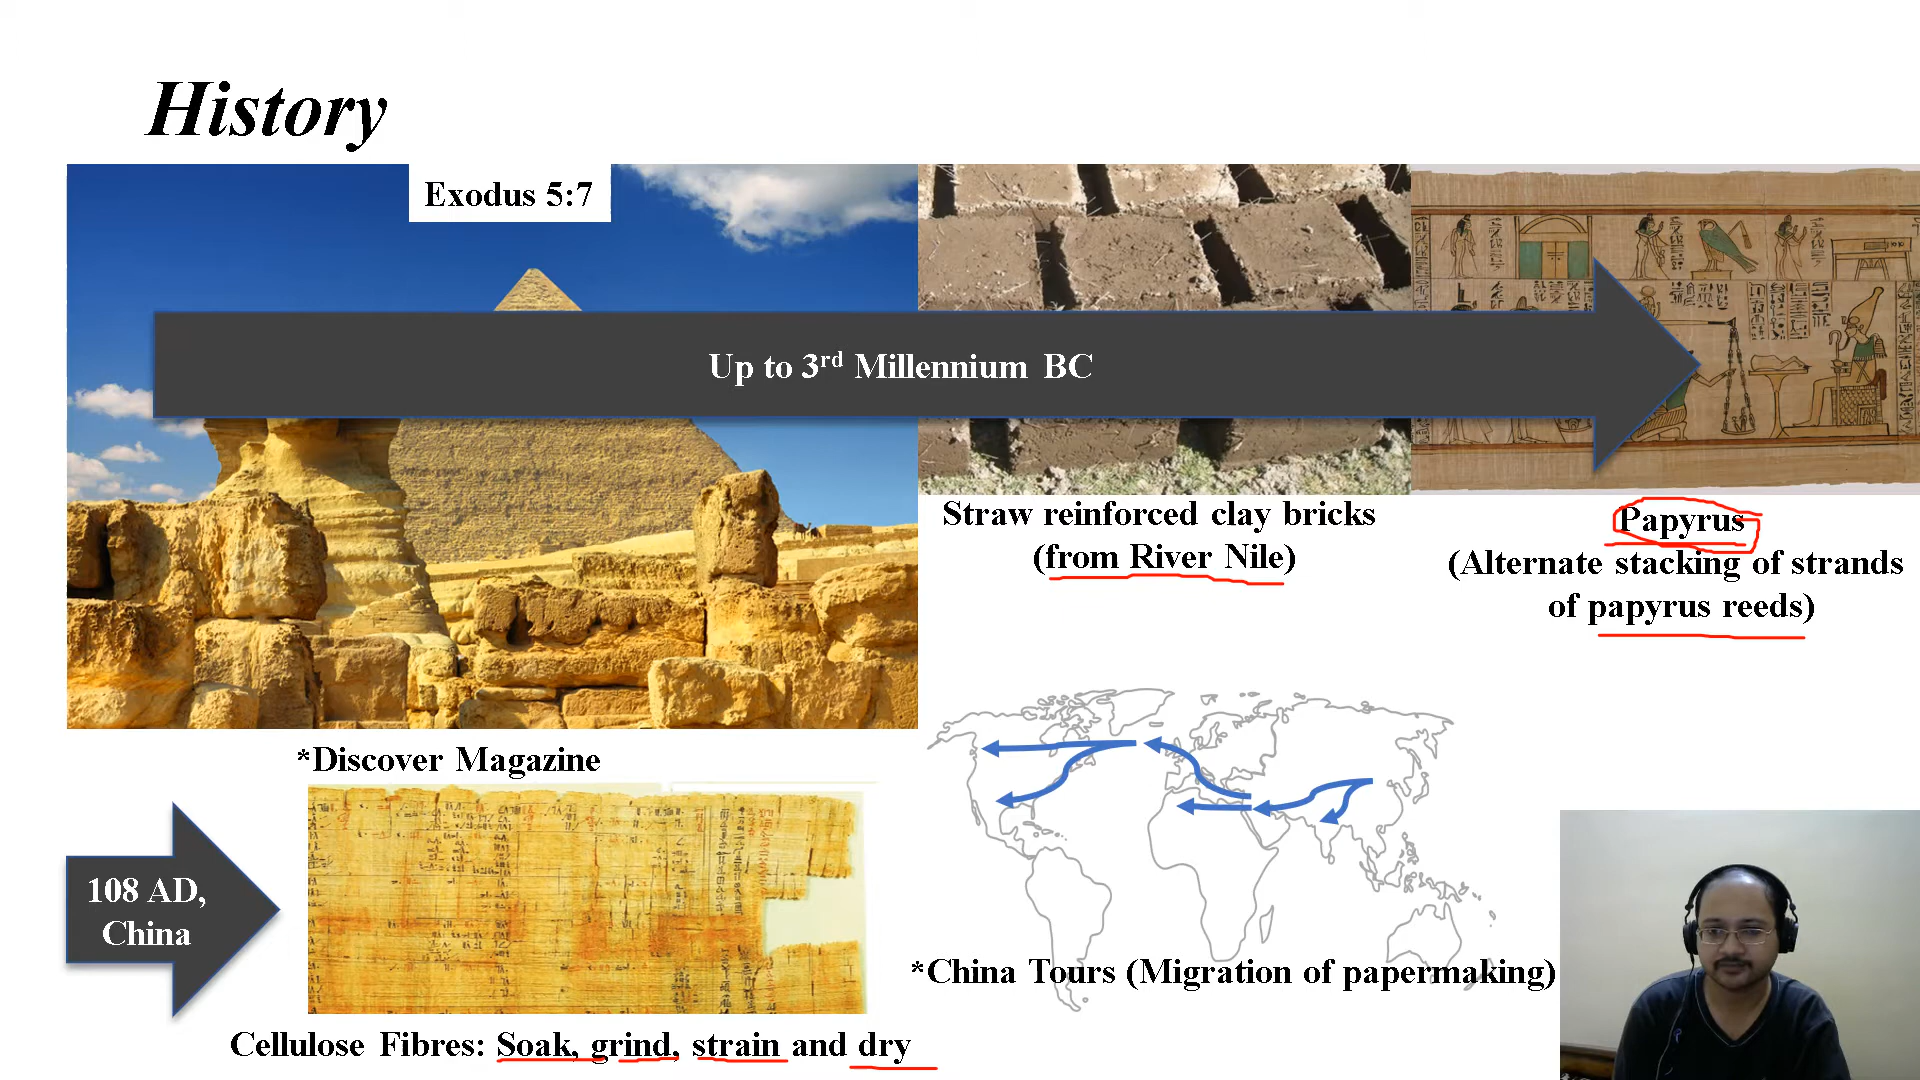 History
Exodus 5:7
Up to 3rd Millennium BC
Straw reinforced clay bricks
(from River Nile)
Papyrus
(Alternate stacking of strands
of papyrus reeds)
*Discover Magazine
108 AD,
China
*China Tours (Migration of papermaking)
Cellulose Fibres: Soak, grind, strain and dry